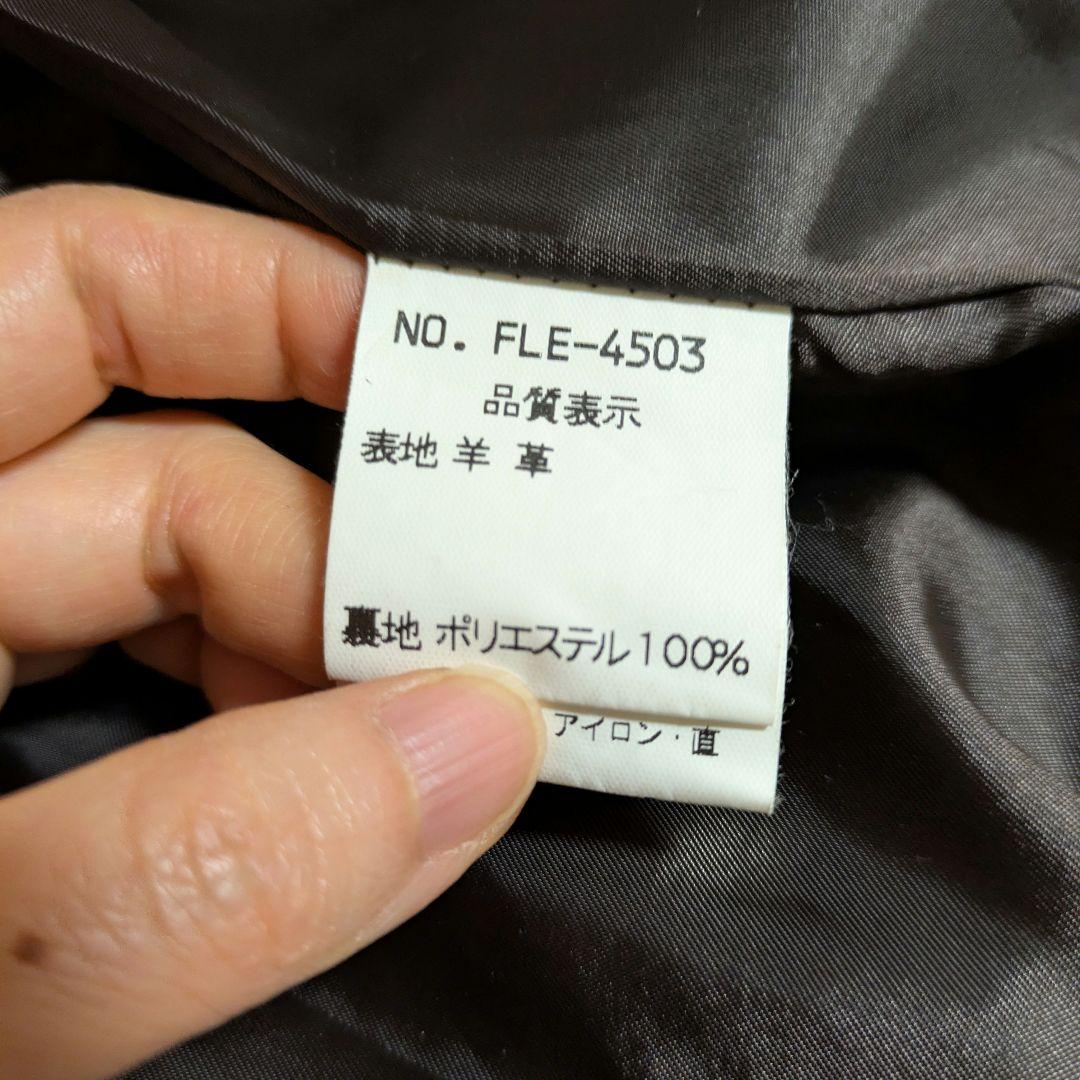 NO. FLE-4503
品質表示
表地 羊 革
裏地 ポリエステル100%
アイロン・直